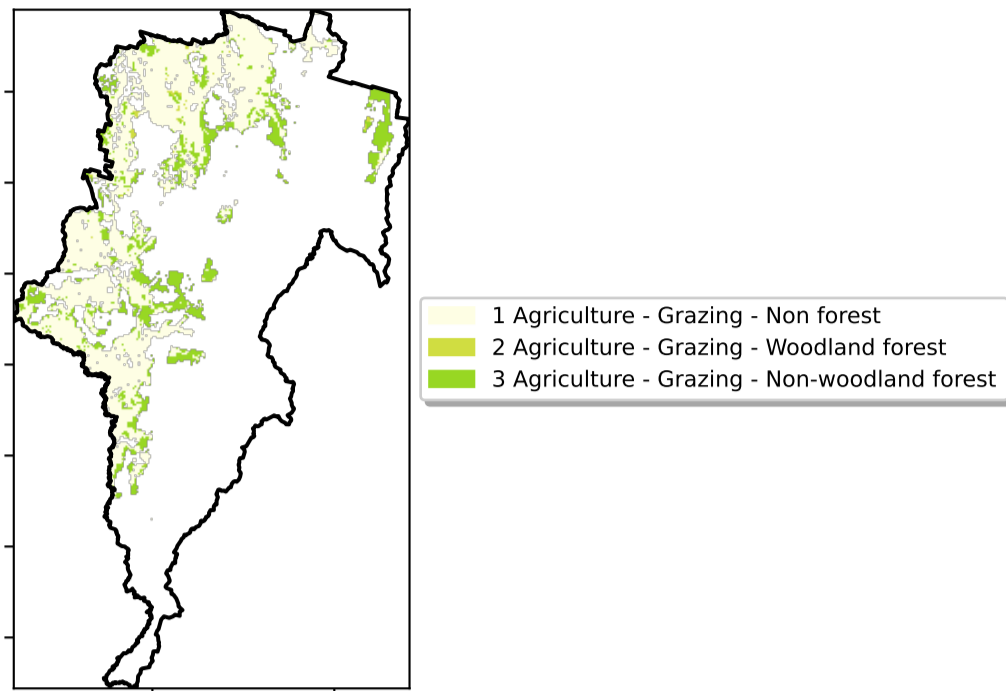 1 Agriculture - Grazing - Non forest
2 Agriculture - Grazing - Woodland forest
3 Agriculture - Grazing - Non-woodland forest